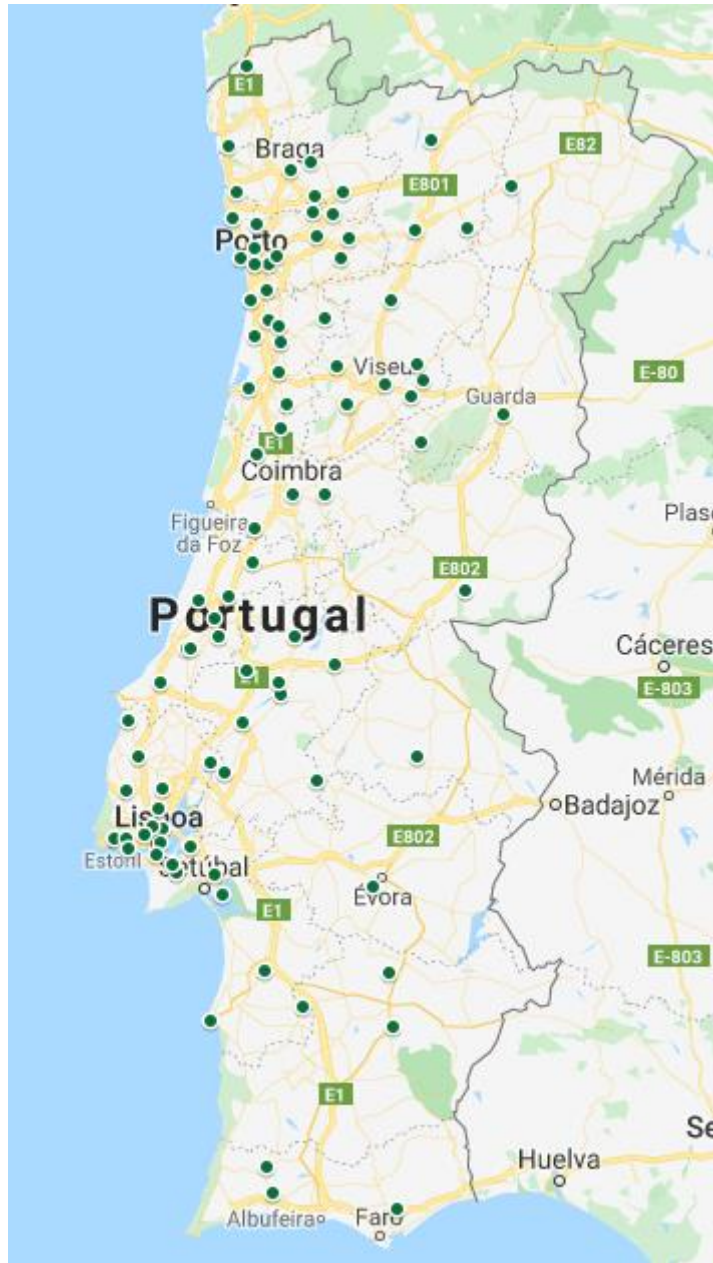 E1
Braga
E82
E801
Porto
Viseu
E-80
Guarda
E1
Coimbra
Figueira
da Foz
Plas
E802
Portugal
Cáceres
E1
E-803
Mérida
Badajoz
Lisboa
E802
Estoril
Setúbal
Évora
E1
E-803
E1
Se
Huelva
Albufeira
Faro